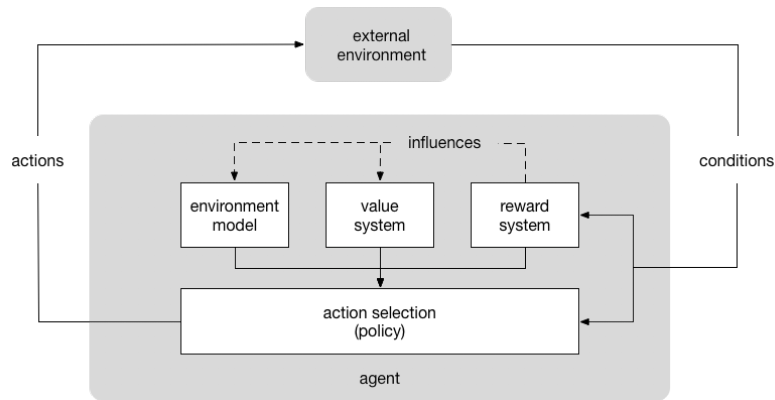 external
environment
actions
conditions
influences
environment
model
value
system
reward
system
action selection
(policy)
agent